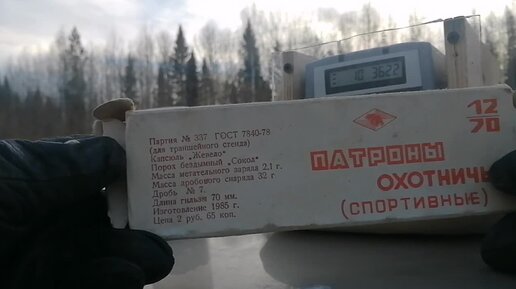 E 10 3622
Партия № 337 ГОСТ 7840-78
(для траншейного стенда)
Капсюль „Жевело„
Порох бездымный „Сокол„
Масса метательного заряда 2,1 г.
Масса дробового снаряда 32 г.
Дробь № 7.
Длина гильзы 70 мм.
Изготовление 1985 г.
Цена 2 руб. 65 коп.
12/70
ПАТРОНЫ
ОХОТНИЧЬ
(СПОРТИВНЫЕ)